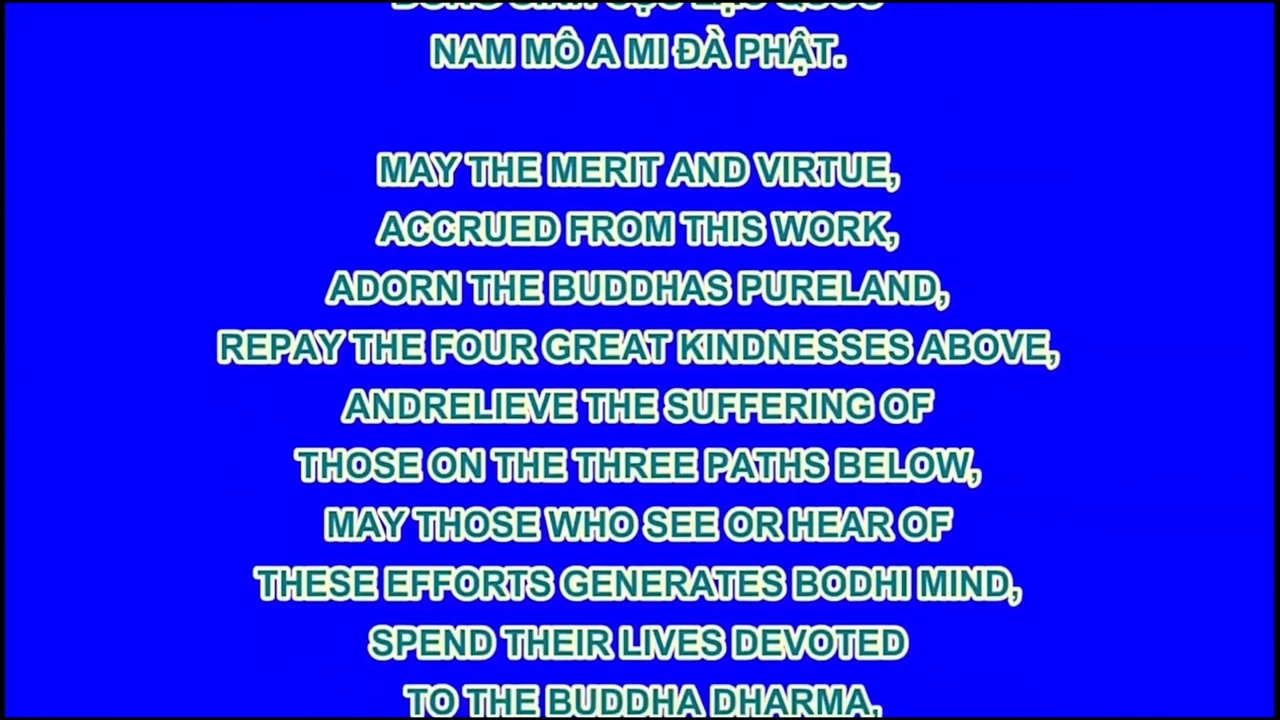 NAM MÔ A MI ĐÀ PHẬT.
MAY THE MERIT AND VIRTUE,
ACCRUED FROM THIS WORK,
ADORN THE BUDDHAS PURELAND,
REPAY THE FOUR GREAT KINDNESSES ABOVE,
ANDRELIEVE THE SUFFERING OF
THOSE ON THE THREE PATHS BELOW,
MAY THOSE WHO SEE OR HEAR OF
THESE EFFORTS GENERATES BODHI MIND,
SPEND THEIR LIVES DEVOTED
TO THE BUDDHA DHARMA,